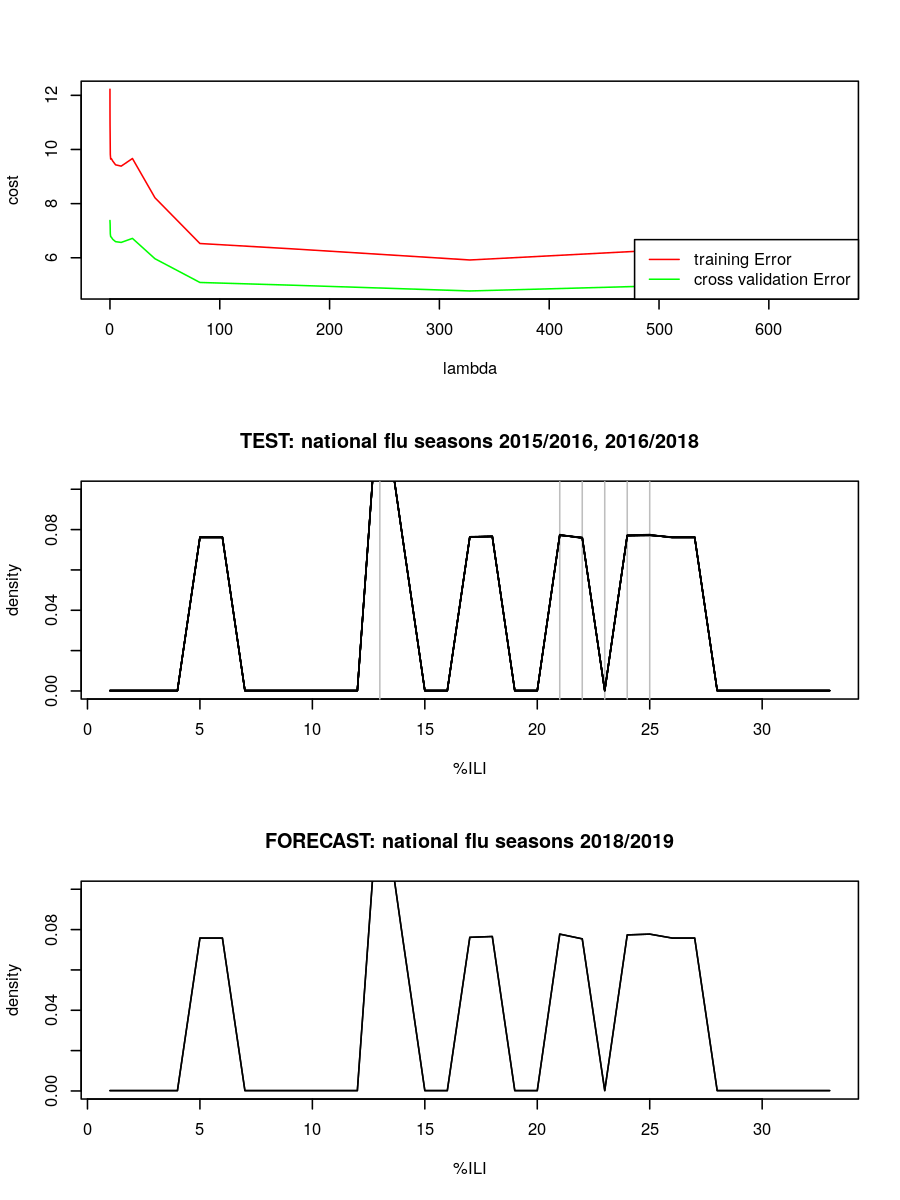 12
10
8
6
cost
training Error
cross validation Error
0 100 200 300 400 500 600
lambda
TEST: national flu seasons 2015/2016, 2016/2018
0.08
0.04
0.00
density
0 5 10 15 20 25 30
%ILI
FORECAST: national flu seasons 2018/2019
0.08
0.04
0.00
density
0 5 10 15 20 25 30
%ILI